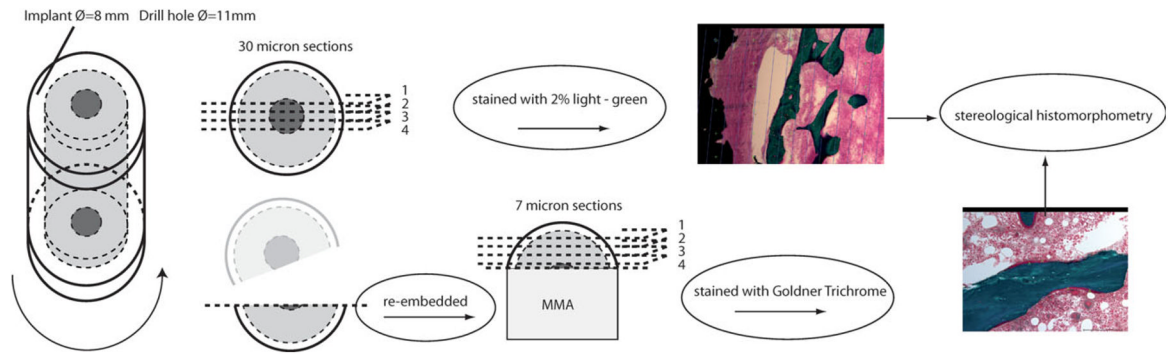 Implant Ø=8 mm Drill hole Ø=11mm
30 micron sections
1
2
3
4
stained with 2% light - green
stereological histomorphometry
7 micron sections
1
2
3
4
re-embedded
MMA
stained with Goldner Trichrome